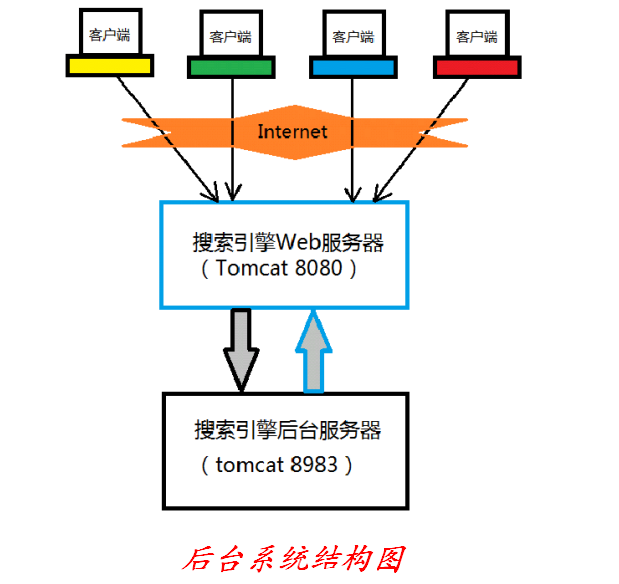 客户端
客户端
客户端
客户端
Internet
搜索引擎Web服务器
（Tomcat 8080）
搜索引擎后台服务器
（tomcat 8983）
后台系统结构图